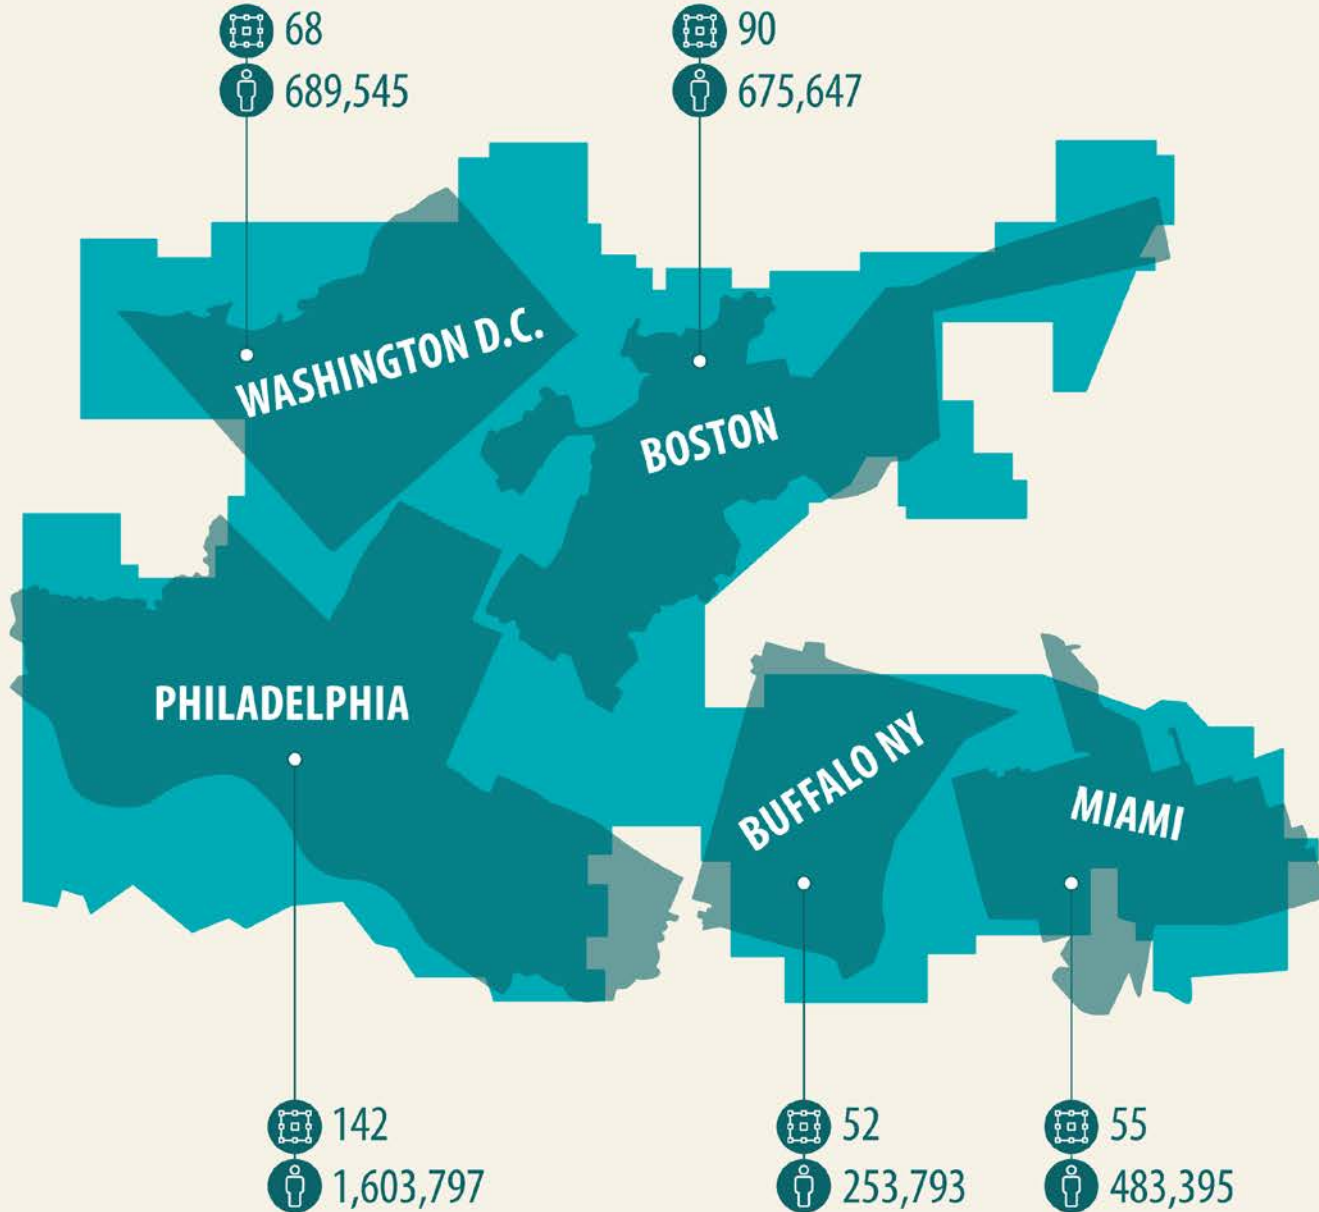 68
689,545
90
675,647
WASHINGTON D.C.
BOSTON
PHILADELPHIA
BUFFALO NY
MIAMI
142
1,603,797
52
253,793
55
483,395